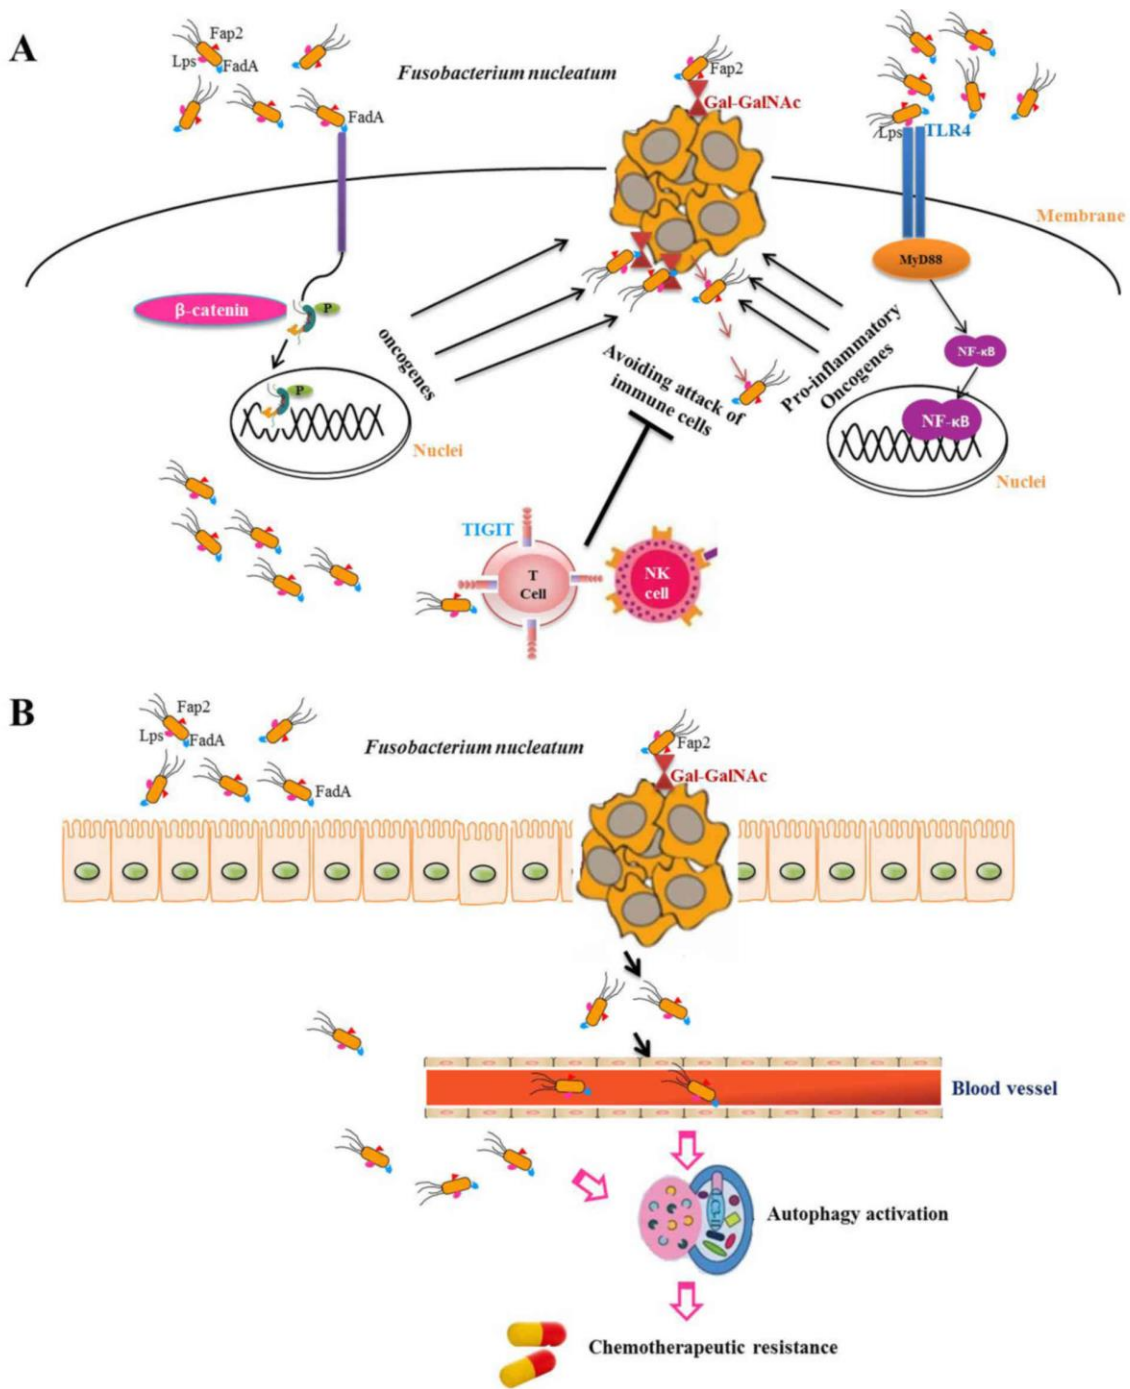 A
Fap2
Lps
FadA
Fusobacterium nucleatum
Fap2
Gal-GalNAc
FadA
Lps
TLR4
Membrane
MyD88
β-catenin
P
NF-κB
oncogenes
Avoiding attack of
immune cells
Pro-inflammatory
Oncogenes
P
NF-κB
Nuclei
Nuclei
TIGIT
T
Cell
NK
cell
B
Fap2
Lps
FadA
Fusobacterium nucleatum
Fap2
Gal-GalNAc
FadA
Blood vessel
Autophagy activation
Chemotherapeutic resistance